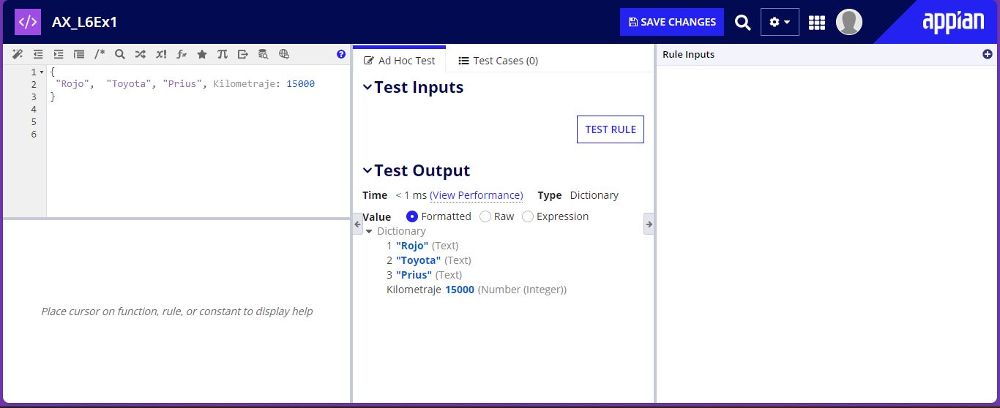 </> AX_L6Ex1 SAVE CHANGES appian
/* x! fx π ?
Ad Hoc Test Test Cases (0)
Rule Inputs
1 {
2 "Rojo",  "Toyota", "Prius", Kilometraje: 15000
3 }
4
5
6
Place cursor on function, rule, or constant to display help
Test Inputs
TEST RULE
Test Output
Time < 1 ms (View Performance) Type Dictionary
Value Formatted Raw Expression
Dictionary
1 "Rojo" (Text)
2 "Toyota" (Text)
3 "Prius" (Text)
Kilometraje 15000 (Number (Integer))